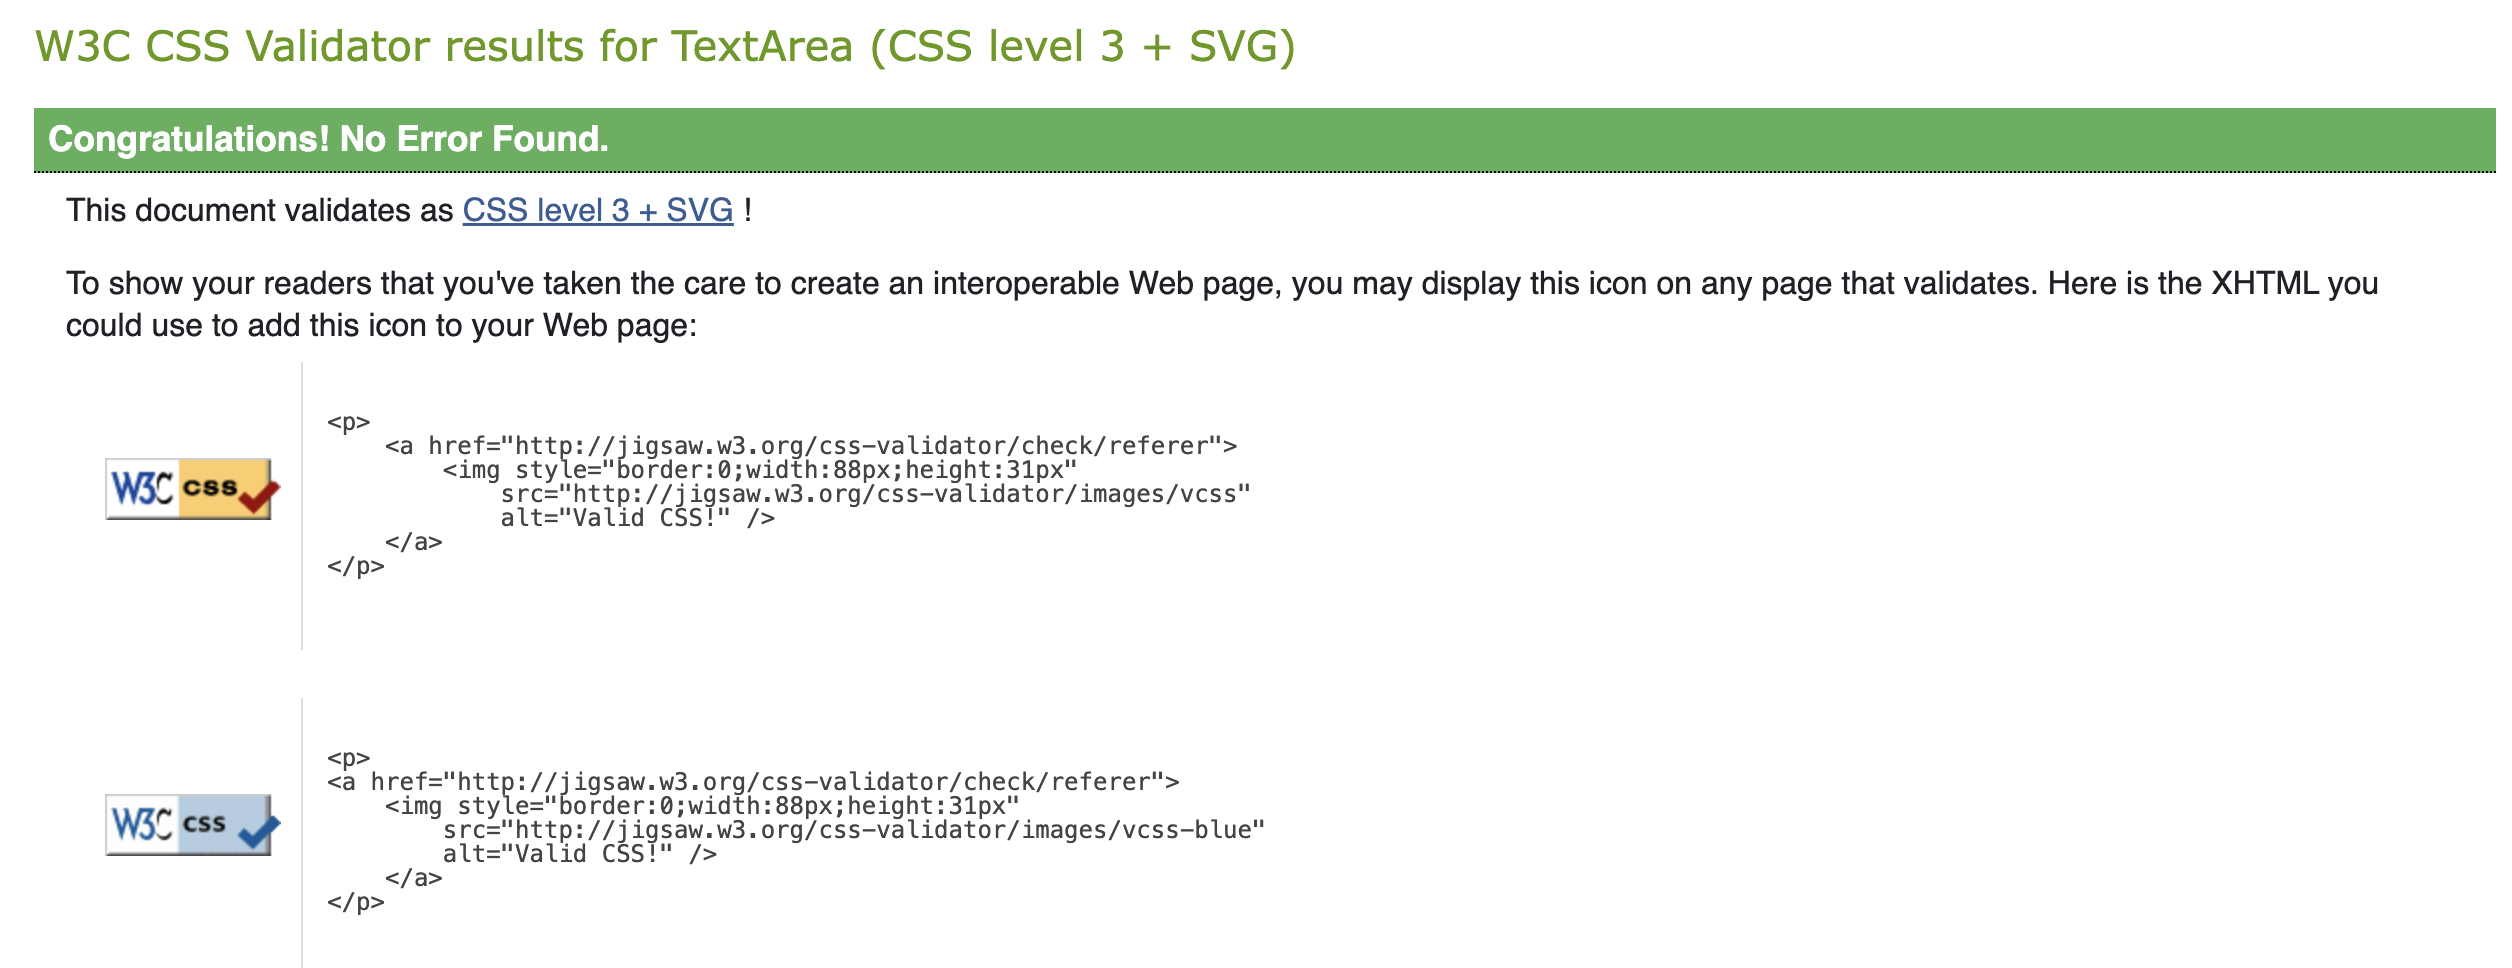 W3C CSS Validator results for TextArea (CSS level 3 + SVG)
Congratulations! No Error Found.
This document validates as CSS level 3 + SVG !
To show your readers that you've taken the care to create an interoperable Web page, you may display this icon on any page that validates. Here is the XHTML you
could use to add this icon to your Web page:
W3C css
<p>
    <a href="http://jigsaw.w3.org/css-validator/check/referer">
        <img style="border:0;width:88px;height:31px"
            src="http://jigsaw.w3.org/css-validator/images/vcss"
            alt="Valid CSS!" />
    </a>
</p>
W3C css
<p>
<a href="http://jigsaw.w3.org/css-validator/check/referer">
    <img style="border:0;width:88px;height:31px"
        src="http://jigsaw.w3.org/css-validator/images/vcss-blue"
        alt="Valid CSS!" />
    </a>
</p>